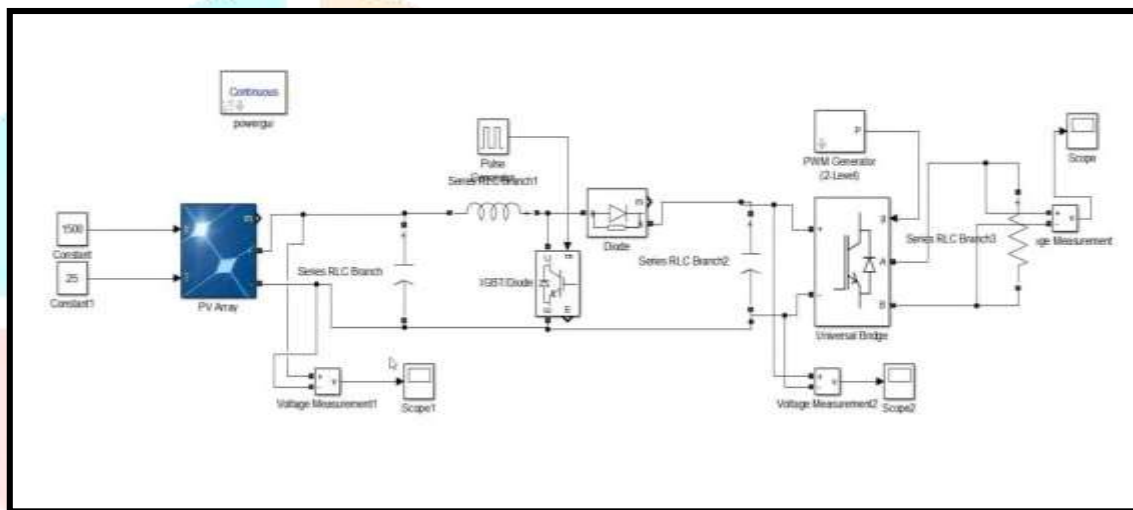 Continuous
powergui
Pulse
Generator
Series RLC Branch1
P
PWM Generator
(2-Level)
Scope
1500
Constant
25
Constant1
PV Array
m
+
-
Series RLC Branch
C
g
E
m
IGBT/Diode
m
a
k
Diode
Series RLC Branch2
+
-
g
A
B
Universal Bridge
Series RLC Branch3
+
-
v
ge Measurement
+
-
v
Voltage Measurement1
Scope1
+
-
v
Voltage Measurement2
Scope2